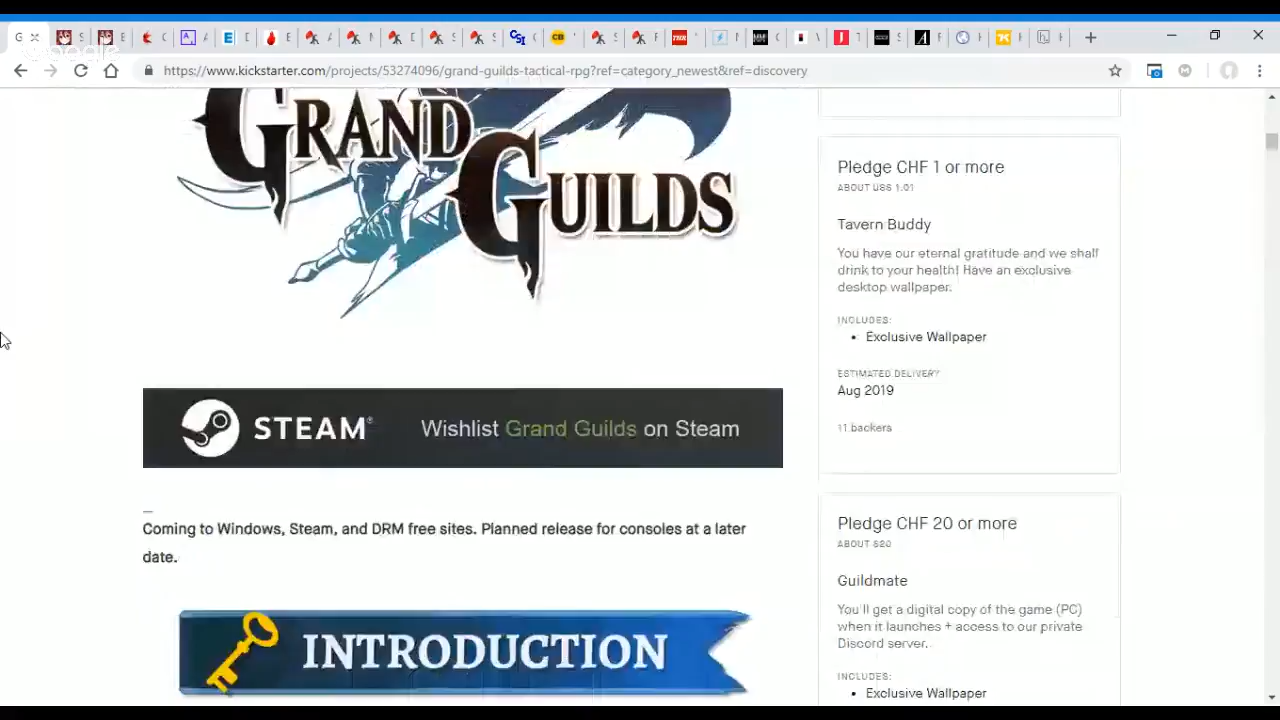 https://www.kickstarter.com/projects/53274096/grand-guilds-tactical-rpg?ref=category_newest&ref=discovery
GRAND
GUILDS
STEAM®
Wishlist Grand Guilds on Steam
Coming to Windows, Steam, and DRM free sites. Planned release for consoles at a later
date.
INTRODUCTION
Pledge CHF 1 or more
ABOUT US$ 1.01
Tavern Buddy
You have our eternal gratitude and we shall
drink to your health! Have an exclusive
desktop wallpaper.
INCLUDES:
• Exclusive Wallpaper
ESTIMATED DELIVERY
Aug 2019
11 backers
Pledge CHF 20 or more
ABOUT $20
Guildmate
You'll get a digital copy of the game (PC)
when it launches + access to our private
Discord server.
INCLUDES:
• Exclusive Wallpaper